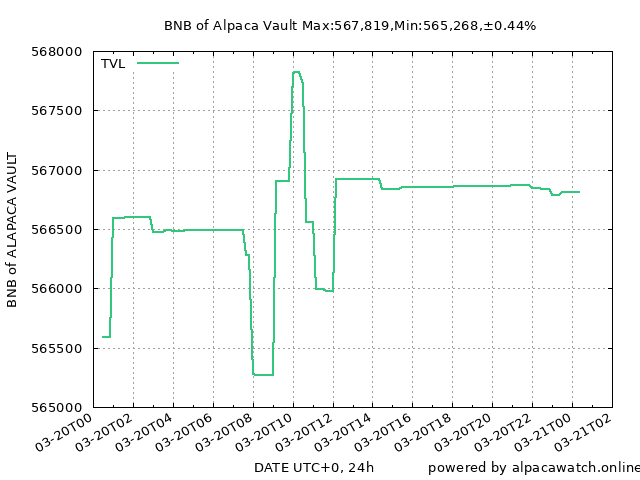 BNB of Alpaca Vault Max:567,819,Min:565,268,±0.44%
TVL
568000
567500
567000
566500
566000
565500
565000
BNB of ALAPACA VAULT
03-20T00
03-20T02
03-20T04
03-20T06
03-20T08
03-20T10
03-20T12
03-20T14
03-20T16
03-20T18
03-20T20
03-20T22
03-21T00
03-21T02
DATE UTC+0, 24h
powered by alpacawatch.online